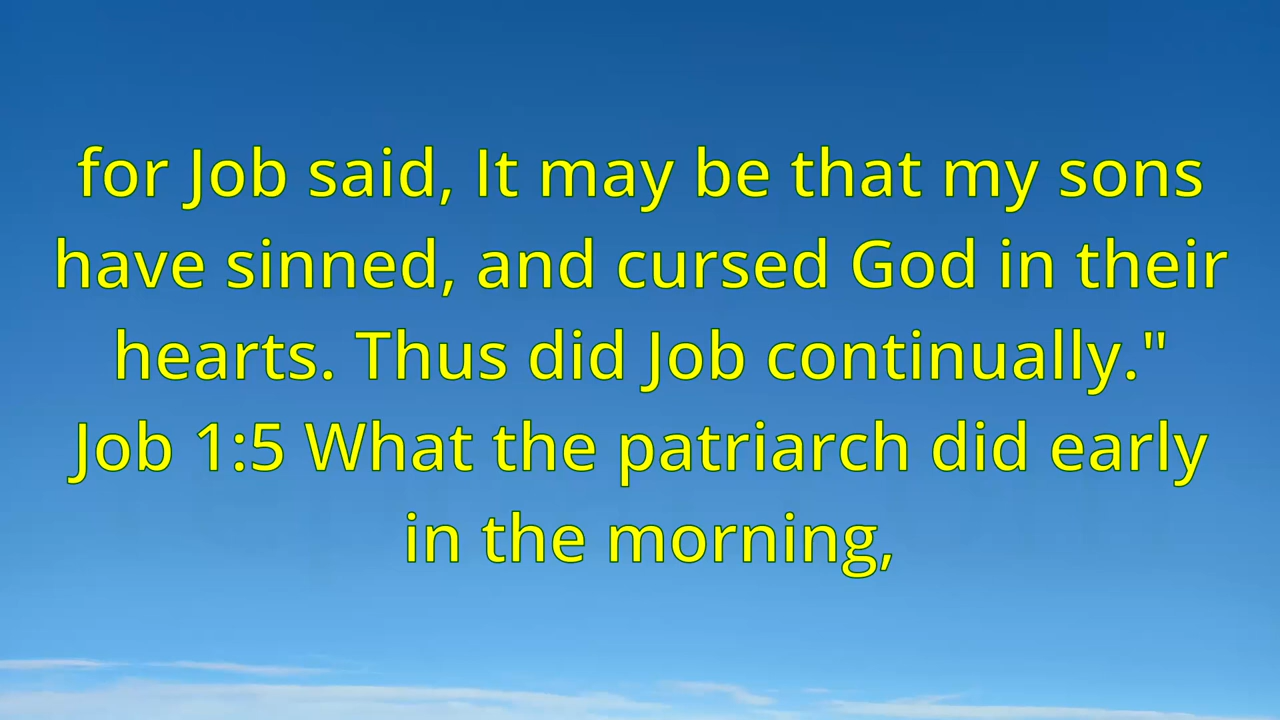 for Job said, It may be that my sons
have sinned, and cursed God in their
hearts. Thus did Job continually."
Job 1:5 What the patriarch did early
in the morning,